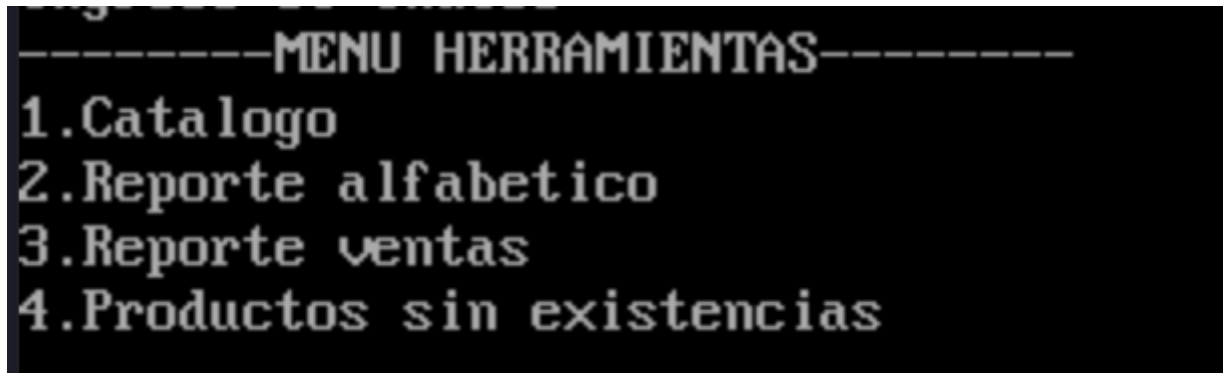 --------MENU HERRAMIENTAS--------
1.Catalogo
2.Reporte alfabetico
3.Reporte ventas
4.Productos sin existencias